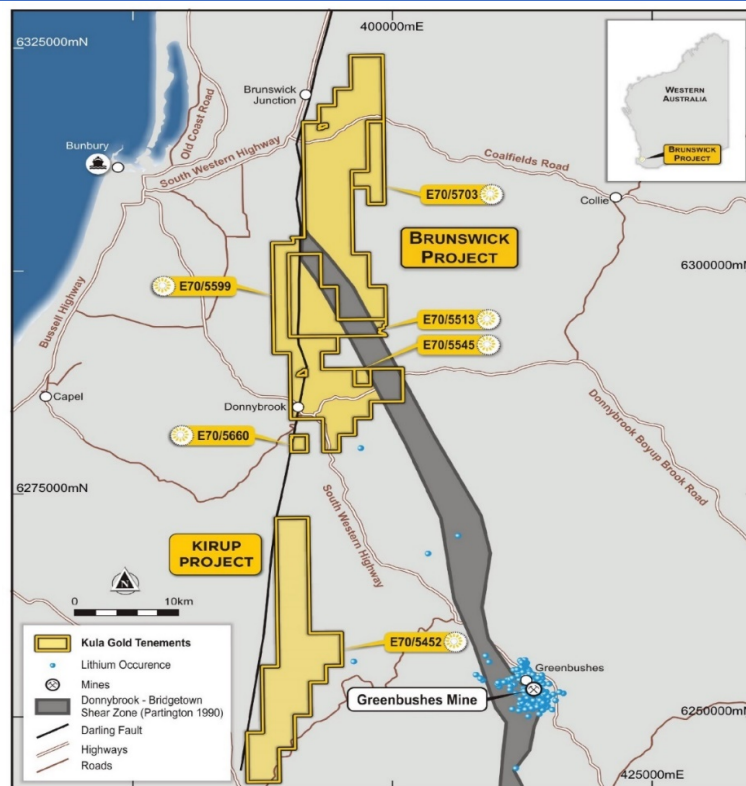 6325000mN
400000mE
Brunswick
Junction
WESTERN
AUSTRALIA
BRUNSWICK
PROJECT
Bunbury
Old Coast Road
South Western Highway
Coalfields Road
E70/5703
Collie
BRUNSWICK
PROJECT
6300000mN
E70/5599
E70/5513
E70/5545
Bussell Highway
Capel
Donnybrook
E70/5660
Donnybrook Boyup Brook Road
6275000mN
South Western Highway
KIRUP
PROJECT
N
0 10km
E70/5452
Kula Gold Tenements
Lithium Occurence
Mines
Donnybrook - Bridgetown
Shear Zone (Partington 1990)
Darling Fault
Highways
Roads
Greenbushes
Greenbushes Mine
6250000mN
425000mE